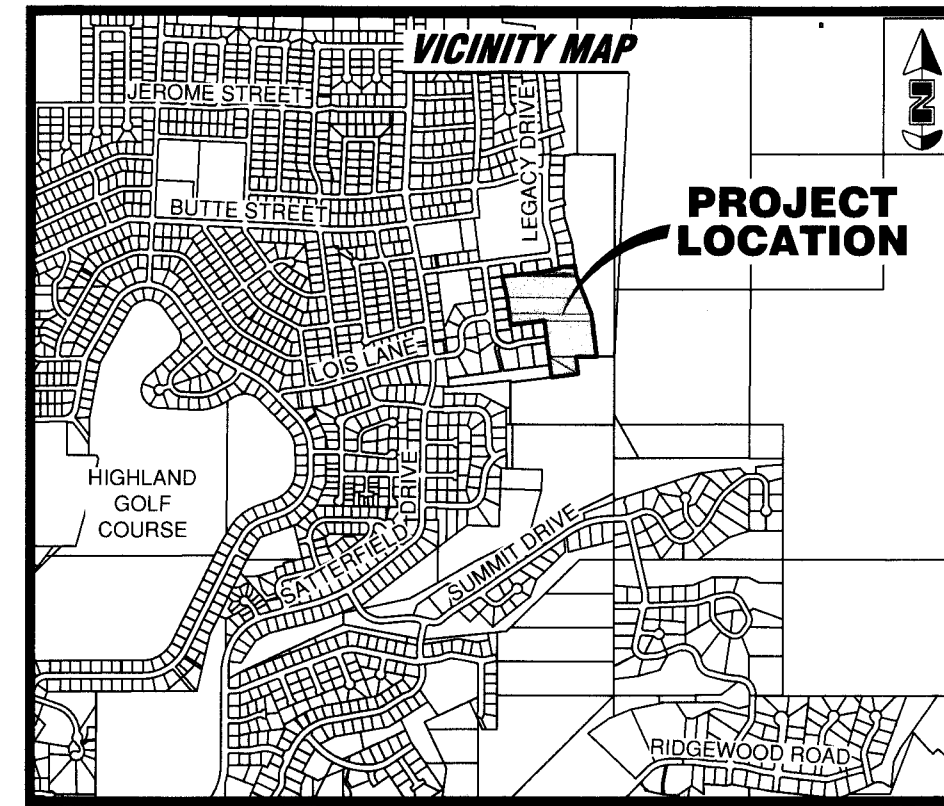 VICINITY MAP
N
JEROME STREET
LEGACY DRIVE
BUTTE STREET
PROJECT
LOCATION
LOIS LANE
HIGHLAND
GOLF
COURSE
SATTERFIELD DRIVE
SUMMIT DRIVE
RIDGEWOOD ROAD